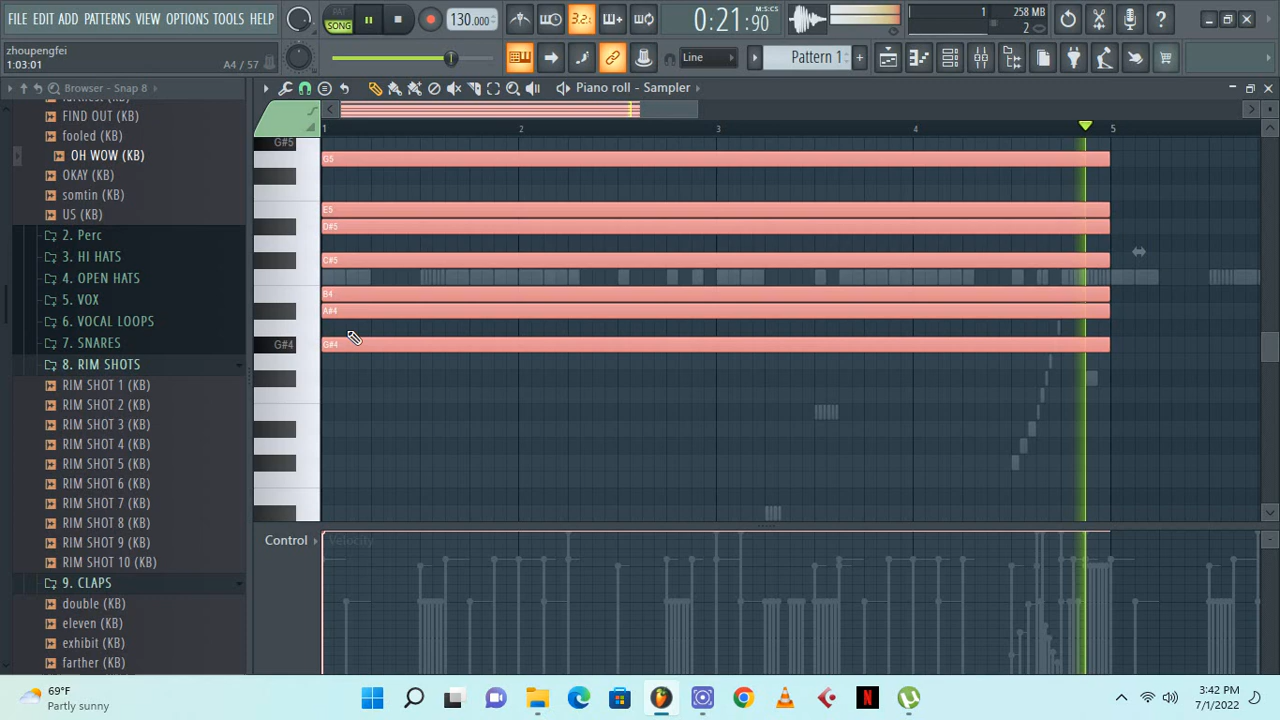 FILE EDIT ADD PATTERNS VIEW OPTIONS TOOLS HELP
PAT
SONG
130.000
3.2
0:21:90
M:S:CS
1
258 MB
2
zhoupengfei
1:03:01
A4 / 57
Line
Pattern 1
Browser - Snap 8
Piano roll - Sampler
FIND OUT (KB)
fooled (KB)
OH WOW (KB)
OKAY (KB)
somtin (KB)
US (KB)
2. Perc
3. HI HATS
4. OPEN HATS
5. VOX
6. VOCAL LOOPS
7. SNARES
8. RIM SHOTS
RIM SHOT 1 (KB)
RIM SHOT 2 (KB)
RIM SHOT 3 (KB)
RIM SHOT 4 (KB)
RIM SHOT 5 (KB)
RIM SHOT 6 (KB)
RIM SHOT 7 (KB)
RIM SHOT 8 (KB)
RIM SHOT 9 (KB)
RIM SHOT 10 (KB)
9. CLAPS
double (KB)
eleven (KB)
exhibit (KB)
farther (KB)
1 2 3 4 5
G#5
G5
E5
D#5
C#5
B4
A#4
G#4
G#4
Control
Velocity
69°F
Partly sunny
3:42 PM
7/1/2022